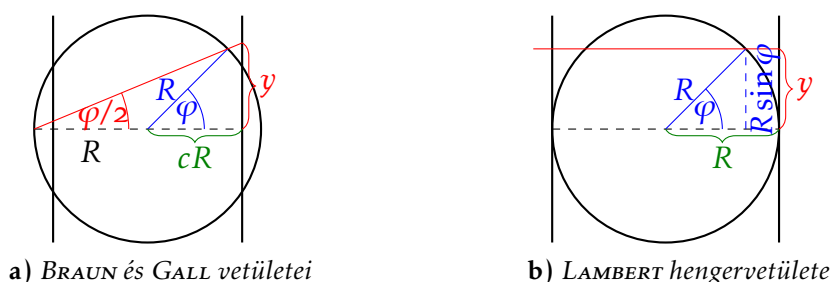 R
φ
φ/2
y
R
cR
a) BRAUN és GALL vetületei
R
φ
R sin φ
y
R
b) LAMBERT hengervetülete